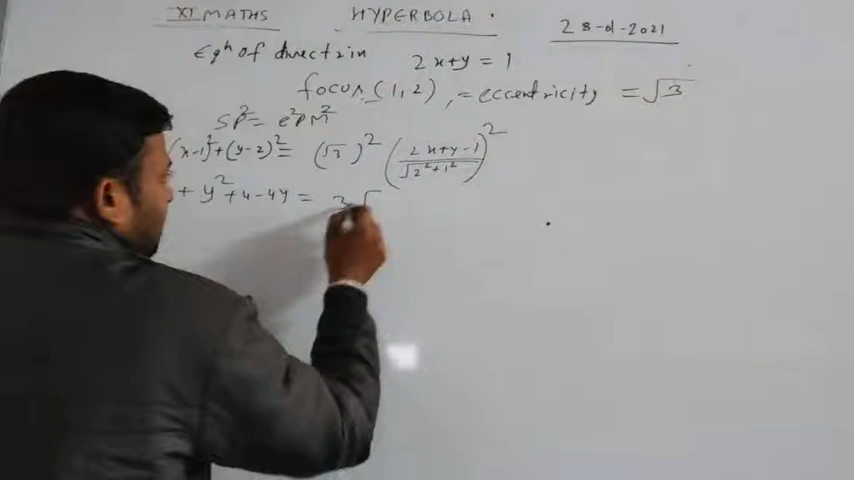 XI MATHS HYPERBOLA . 28-01-2021
Eqn of directrin 2x+y = 1
focus (1,2), = eccentricity = √3
SP² = e²PM²
(x-1)² + (y-2)² = (√3)² (2x+y-1 / √2²+1²)²
+ y² + 4 - 4y = 3